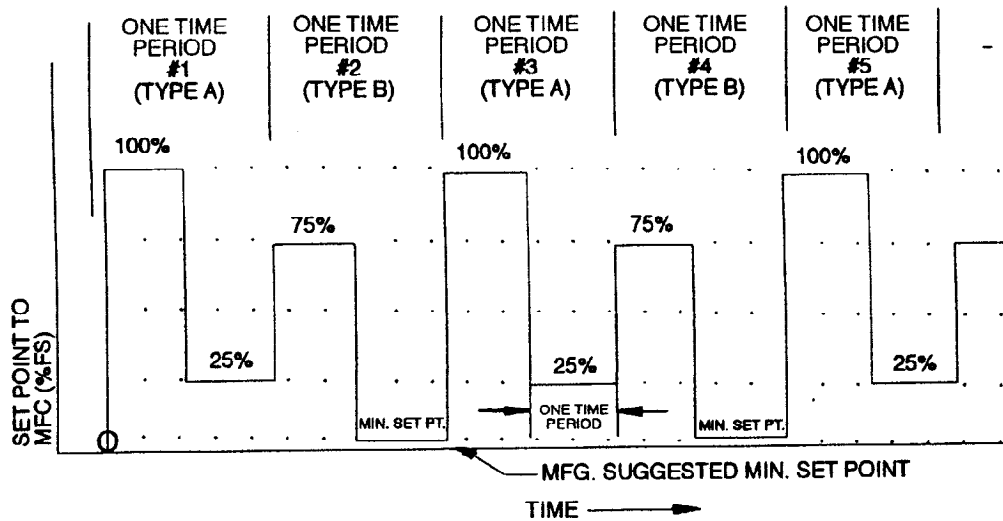 ONE TIME
PERIOD
#1
(TYPE A)
ONE TIME
PERIOD
#2
(TYPE B)
ONE TIME
PERIOD
#3
(TYPE A)
ONE TIME
PERIOD
#4
(TYPE B)
ONE TIME
PERIOD
#5
(TYPE A)
100%
100%
100%
75%
75%
25%
25%
25%
MIN. SET PT.
ONE TIME
PERIOD
MIN. SET PT.
SET POINT TO
MFC (%FS)
MFG. SUGGESTED MIN. SET POINT
TIME